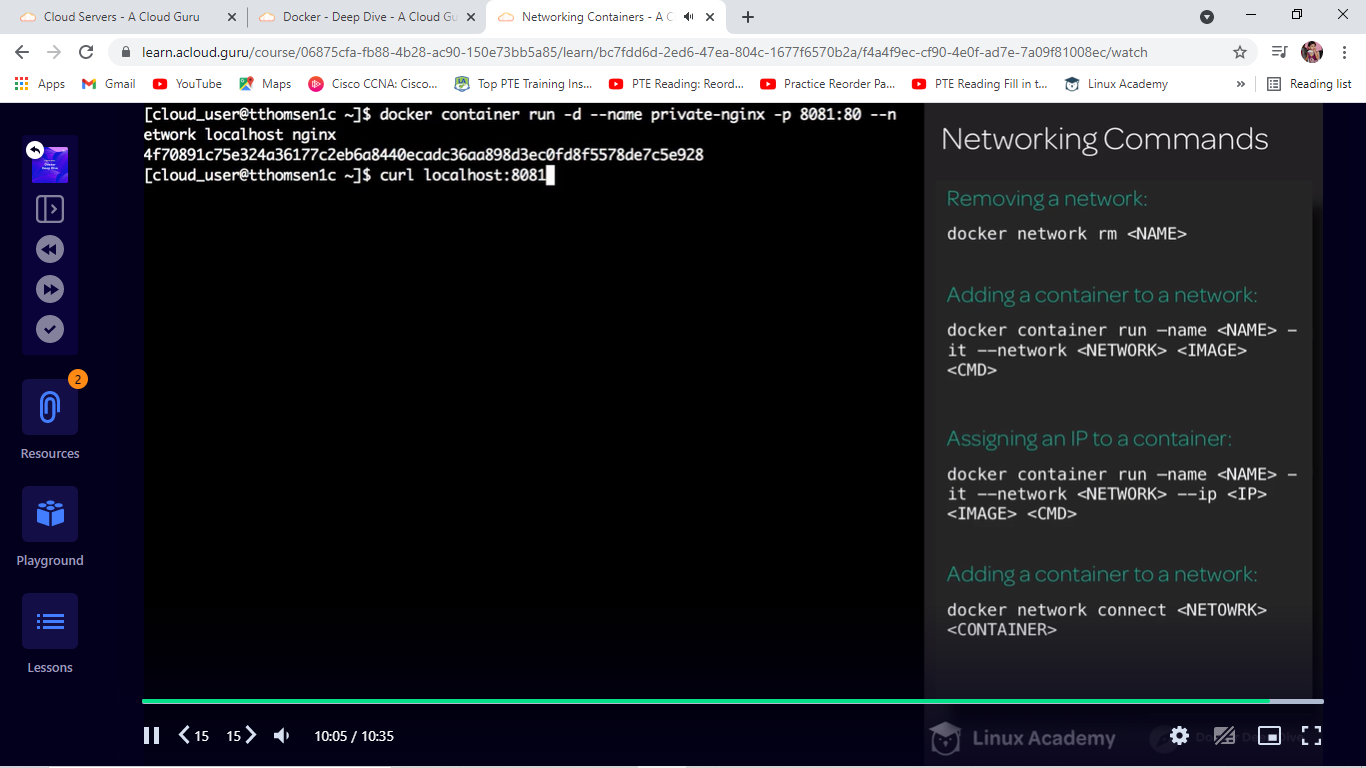 Cloud Servers - A Cloud Guru
Docker - Deep Dive - A Cloud Gu
Networking Containers - A C
learn.acloud.guru/course/06875cfa-fb88-4b28-ac90-150e73bb5a85/learn/bc7fdd6d-2ed6-47ea-804c-1677f6570b2a/f4a4f9ec-cf90-4e0f-ad7e-7a09f81008ec/watch
Apps
Gmail
YouTube
Maps
Cisco CCNA: Cisco...
Top PTE Training Ins...
PTE Reading: Reord...
Practice Reorder Pa...
PTE Reading Fill in t...
Linux Academy
»
Reading list
[cloud_user@tthomsen1c ~]$ docker container run -d --name private-nginx -p 8081:80 --n
etwork localhost nginx
4f70891c75e324a36177c2eb6a8440ecadc36aa898d3ec0fd8f5578de7c5e928
[cloud_user@tthomsen1c ~]$ curl localhost:8081
Docker
Deep Dive
2
Resources
Playground
Lessons
Networking Commands
Removing a network:
docker network rm <NAME>
Adding a container to a network:
docker container run –name <NAME> –
it ––network <NETWORK> <IMAGE>
<CMD>
Assigning an IP to a container:
docker container run –name <NAME> –
it ––network <NETWORK> --ip <IP>
<IMAGE> <CMD>
Adding a container to a network:
docker network connect <NETOWRK>
<CONTAINER>
15
15
10:05 / 10:35
Linux Academy